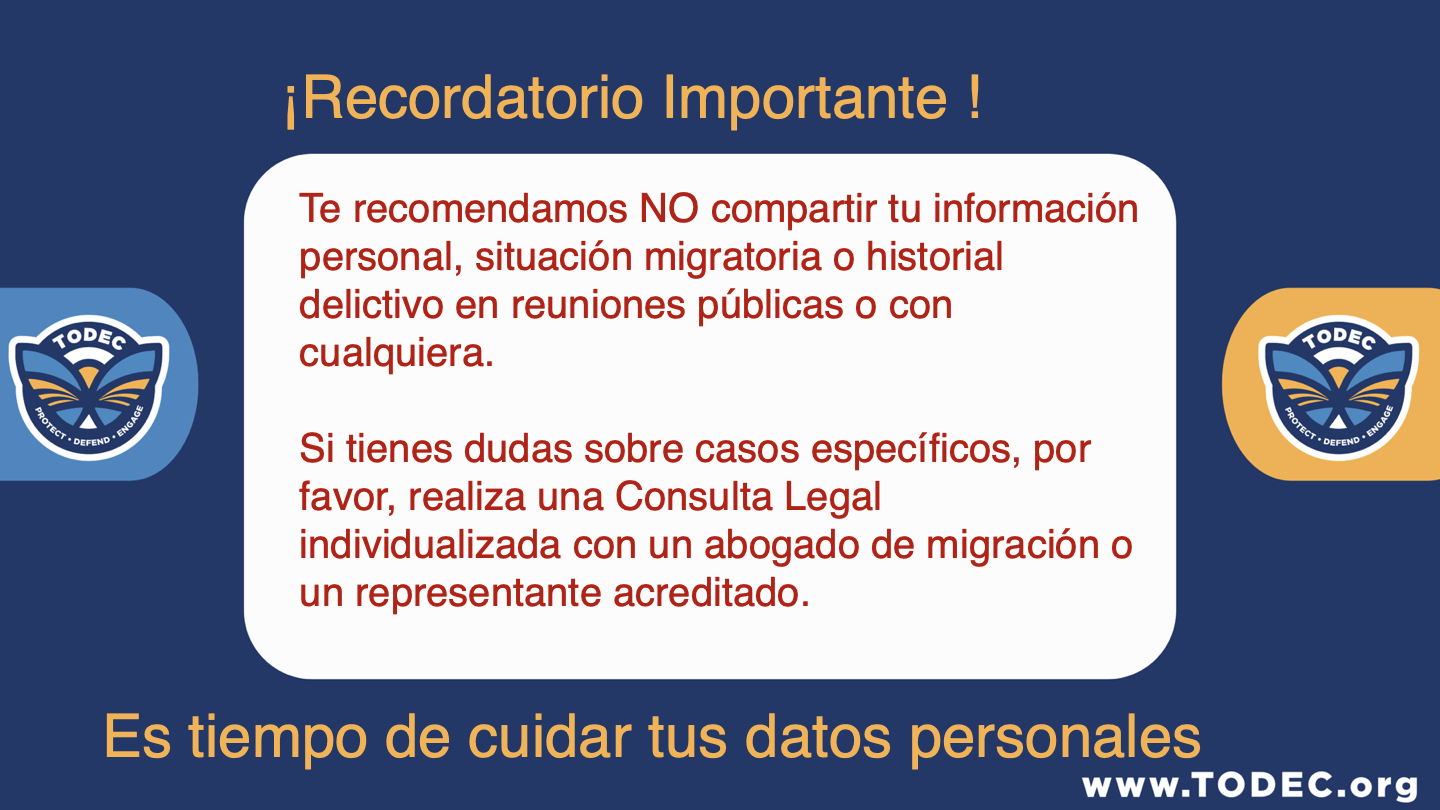 ¡Recordatorio Importante !
Te recomendamos NO compartir tu información
personal, situación migratoria o historial
delictivo en reuniones públicas o con
cualquiera.
Si tienes dudas sobre casos específicos, por
favor, realiza una Consulta Legal
individualizada con un abogado de migración o
un representante acreditado.
TODEC
PROTECT • DEFEND • ENGAGE
TODEC
PROTECT • DEFEND • ENGAGE
Es tiempo de cuidar tus datos personales
www.TODEC.org